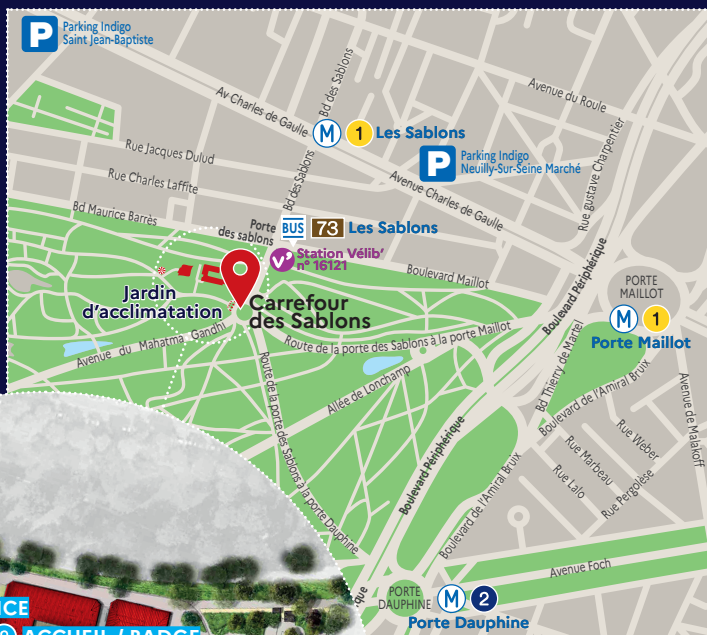 P Parking Indigo
Saint Jean-Baptiste
Avenue du Roule
Bd des Sablons
Av Charles de Gaulle
M 1 Les Sablons
Rue gustave Charpentier
Rue Jacques Dulud
P Parking Indigo
Neuilly-Sur-Seine Marché
Rue Charles Laffite
Bd des Sablons
Avenue Charles de Gaulle
Bd Maurice Barrès
Porte
des sablons
BUS 73 Les Sablons
V' Station Vélib'
n° 16121
Boulevard Maillot
Boulevard Périphérique
PORTE
MAILLOT
M 1
Porte Maillot
Jardin
d'acclimatation
Carrefour
des Sablons
Avenue du Mahatma Gandhi
Route de la porte des Sablons à la porte Maillot
Bd Thierry de Martel
Boulevard de l'Amiral Bruix
Allée de Lonchamp
Avenue de Malakoff
Route de la porte des Sablons à la porte Dauphine
Boulevard Périphérique
Rue Weber
Rue Marbeau
Rue Lalo
Rue Pergolèse
Boulevard de l'Amiral Bruix
Avenue Foch
PORTE
DAUPHINE
M 2
Porte Dauphine
que
ICE
ACCUEIL / BADGE